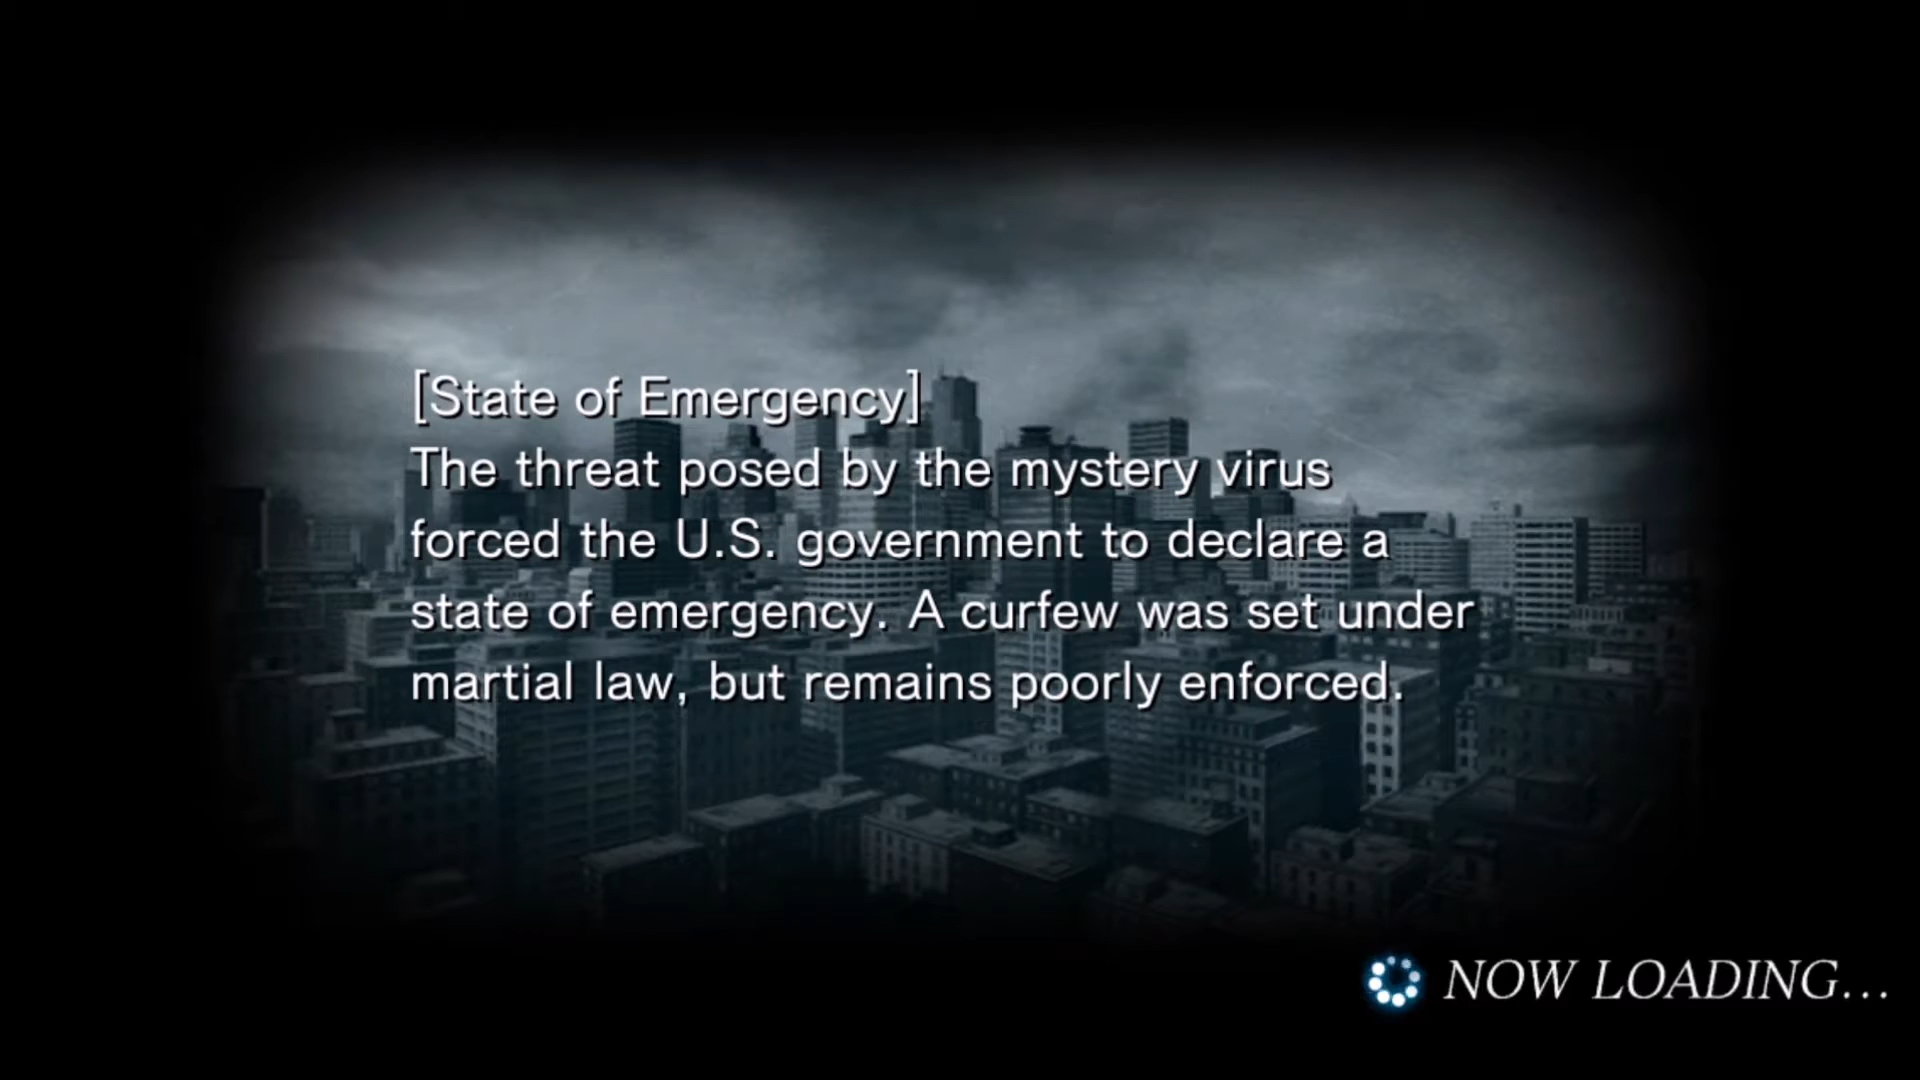 [State of Emergency]
The threat posed by the mystery virus
forced the U.S. government to declare a
state of emergency. A curfew was set under
martial law, but remains poorly enforced.
NOW LOADING...